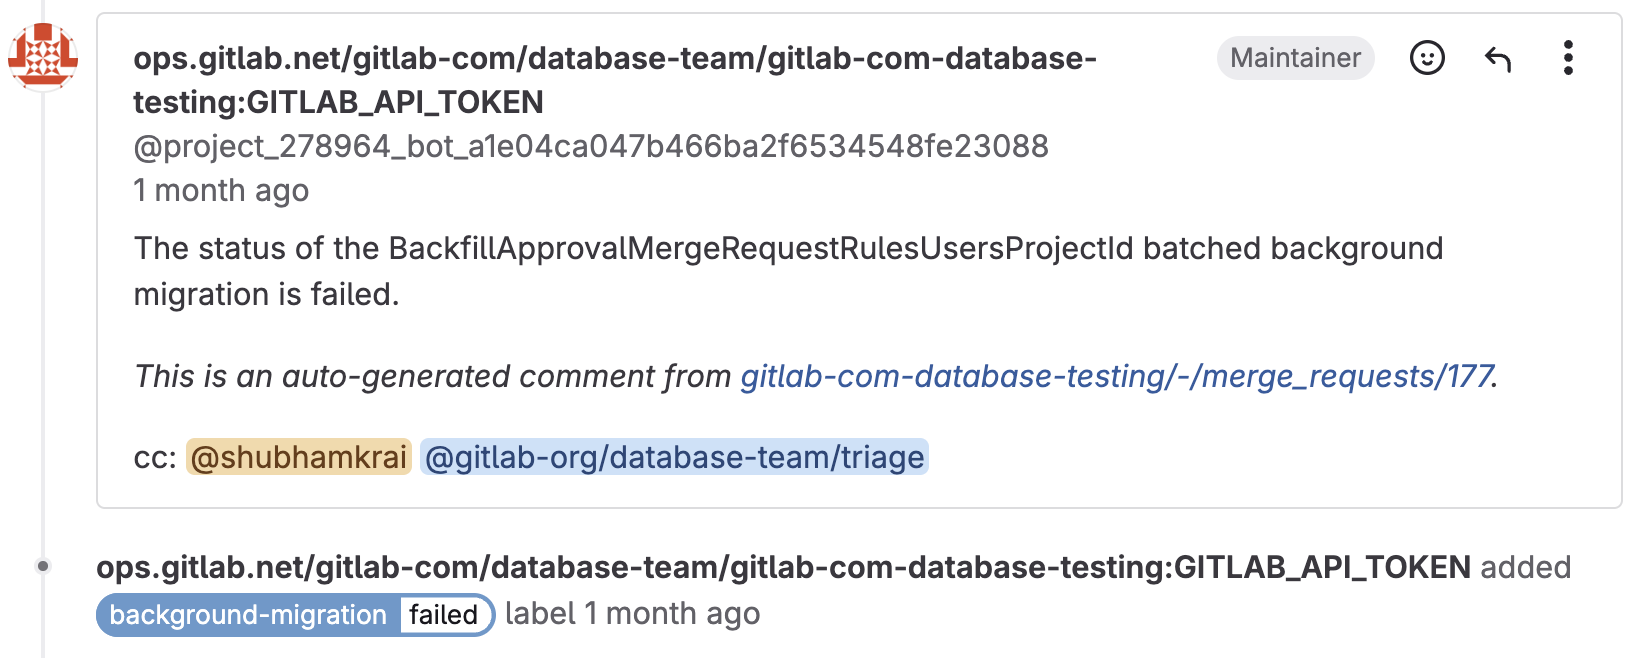 ops.gitlab.net/gitlab-com/database-team/gitlab-com-database-
testing:GITLAB_API_TOKEN
Maintainer
@project_278964_bot_a1e04ca047b466ba2f6534548fe23088
1 month ago
The status of the BackfillApprovalMergeRequestRulesUsersProjectId batched background
migration is failed.
This is an auto-generated comment from gitlab-com-database-testing/-/merge_requests/177.
cc: @shubhamkrai @gitlab-org/database-team/triage
ops.gitlab.net/gitlab-com/database-team/gitlab-com-database-testing:GITLAB_API_TOKEN added
background-migration failed label 1 month ago